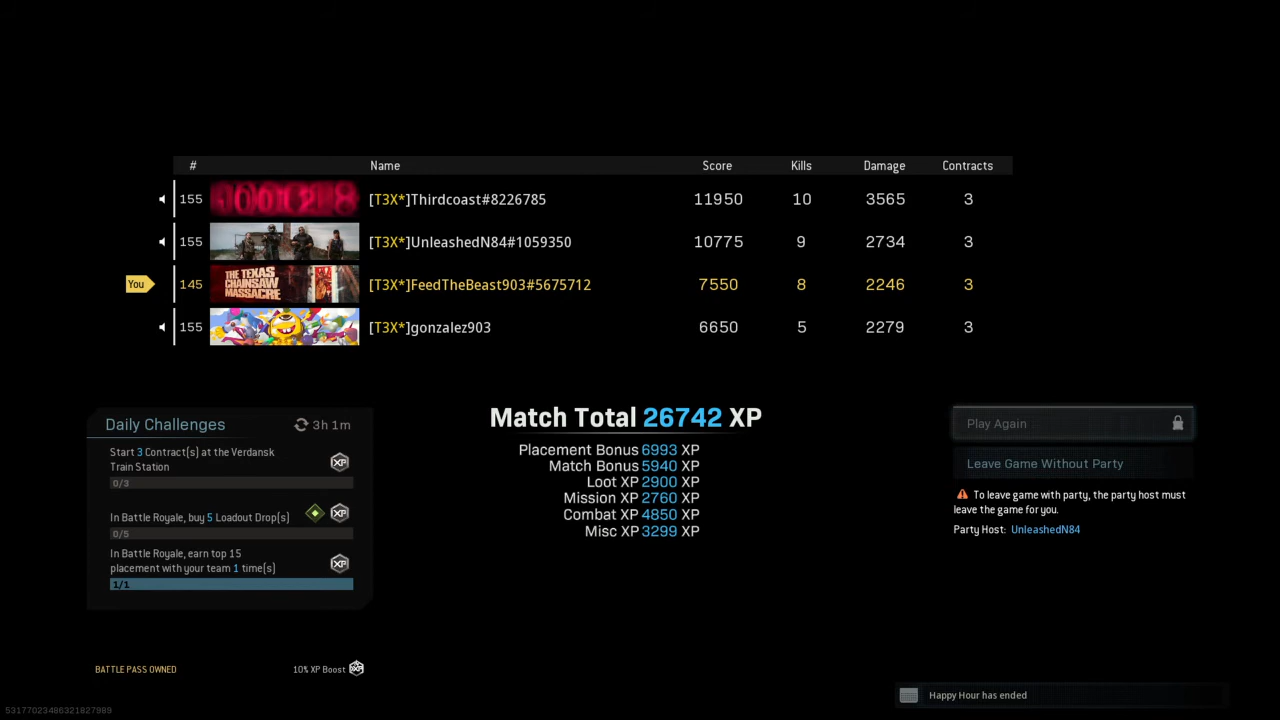 # Name Score Kills Damage Contracts
155 [T3X*]Thirdcoast#8226785 11950 10 3565 3
155 [T3X*]UnleashedN84#1059350 10775 9 2734 3
You 145 THE TEXAS CHAINSAW MASSACRE [T3X*]FeedTheBeast903#5675712 7550 8 2246 3
155 [T3X*]gonzalez903 6650 5 2279 3
Daily Challenges 3h 1m
Start 3 Contract(s) at the Verdansk
Train Station
XP
0/3
In Battle Royale, buy 5 Loadout Drop(s) XP
0/5
In Battle Royale, earn top 15
placement with your team 1 time(s)
XP
1/1
Match Total 26742 XP
Placement Bonus 6993 XP
Match Bonus 5940 XP
Loot XP 2900 XP
Mission XP 2760 XP
Combat XP 4850 XP
Misc XP 3299 XP
Play Again
Leave Game Without Party
To leave game with party, the party host must
leave the game for you.
Party Host: UnleashedN84
BATTLE PASS OWNED
10% XP Boost
Happy Hour has ended
53177023486321827989